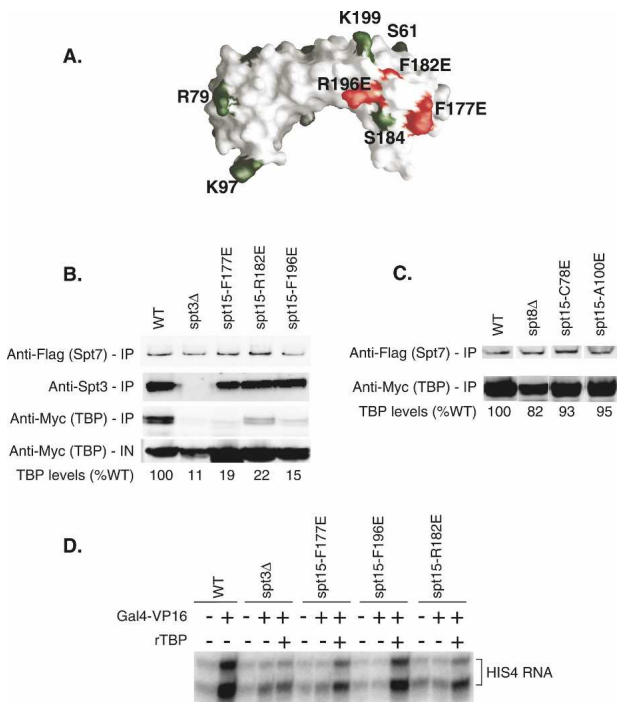 A.
K199
S61
F182E
R196E
F177E
R79
S184
K97
B.
WT
spt3Δ
spt15-F177E
spt15-R182E
spt15-F196E
Anti-Flag (Spt7) - IP
Anti-Spt3 - IP
Anti-Myc (TBP) - IP
Anti-Myc (TBP) - IN
TBP levels (%WT) 100 11 19 22 15
C.
WT
spt8Δ
spt15-C78E
spt15-A100E
Anti-Flag (Spt7) - IP
Anti-Myc (TBP) - IP
TBP levels (%WT) 100 82 93 95
D.
WT
spt3Δ
spt15-F177E
spt15-F196E
spt15-R182E
Gal4-VP16 - + - + + - + + - + + - + +
rTBP - - - - + - - + - - + - - +
HIS4 RNA